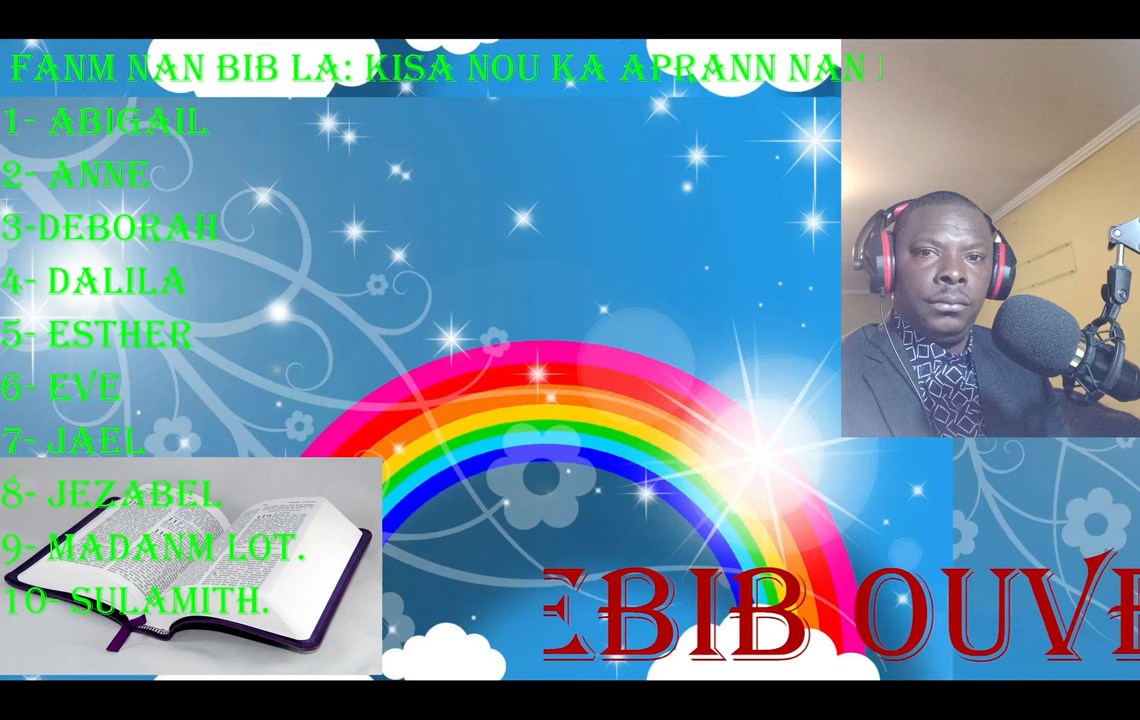 FANM NAN BIB LA: KISA NOU KA APRANN NAN
1- ABIGAIL
2- ANNE
3-DEBORAH
4- DALILA
5- ESTHER
6- EVE
7- JAEL
8- JEZABEL
9- MADANM LOT.
10- SULAMITH.
EBIB OUVE